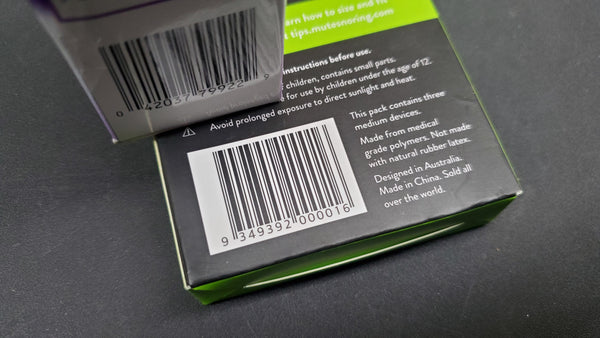 arn how to size and fit
t tips.mutesnoring.com
instructions before use.
f children, contains small parts.
for use by children under the age of 12.
Avoid prolonged exposure to direct sunlight and heat.
0 42037 79922 9
This pack contains three
medium devices.
Made from medical
grade polymers. Not made
with natural rubber latex.
Designed in Australia.
Made in China. Sold all
over the world.
9 349392 000016